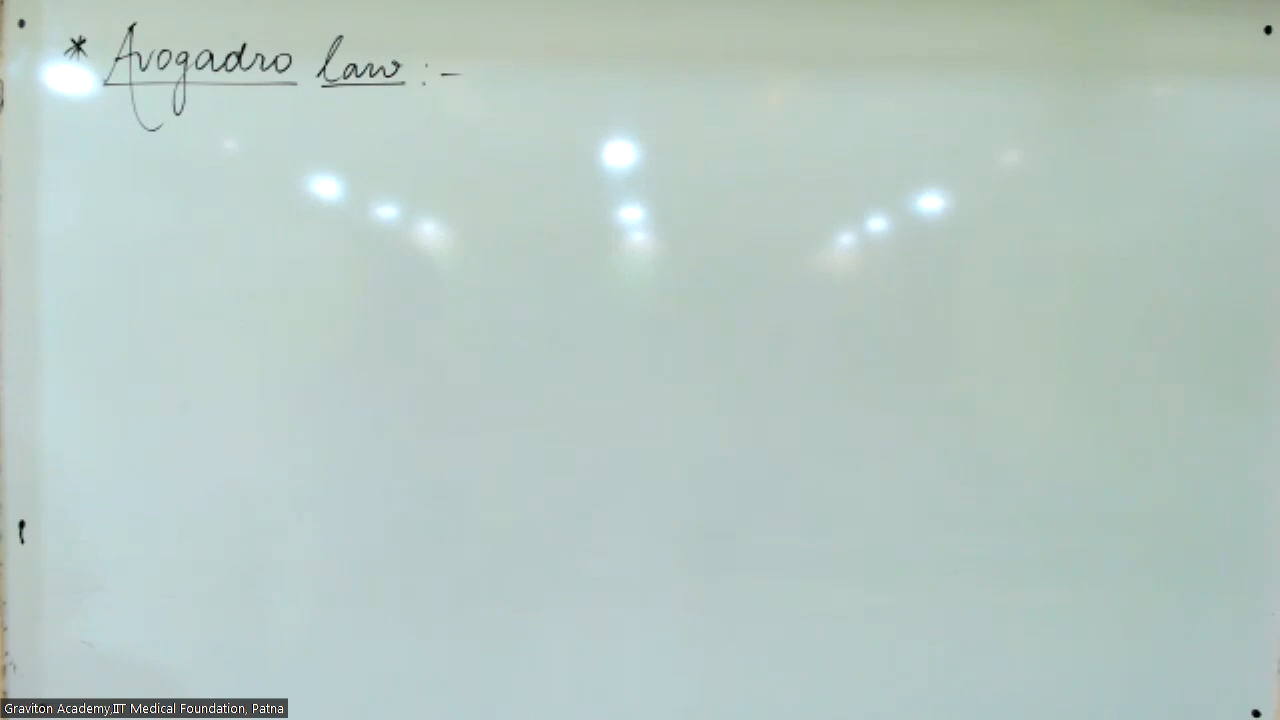 * Avogadro law :-
Graviton Academy,IIT Medical Foundation, Patna